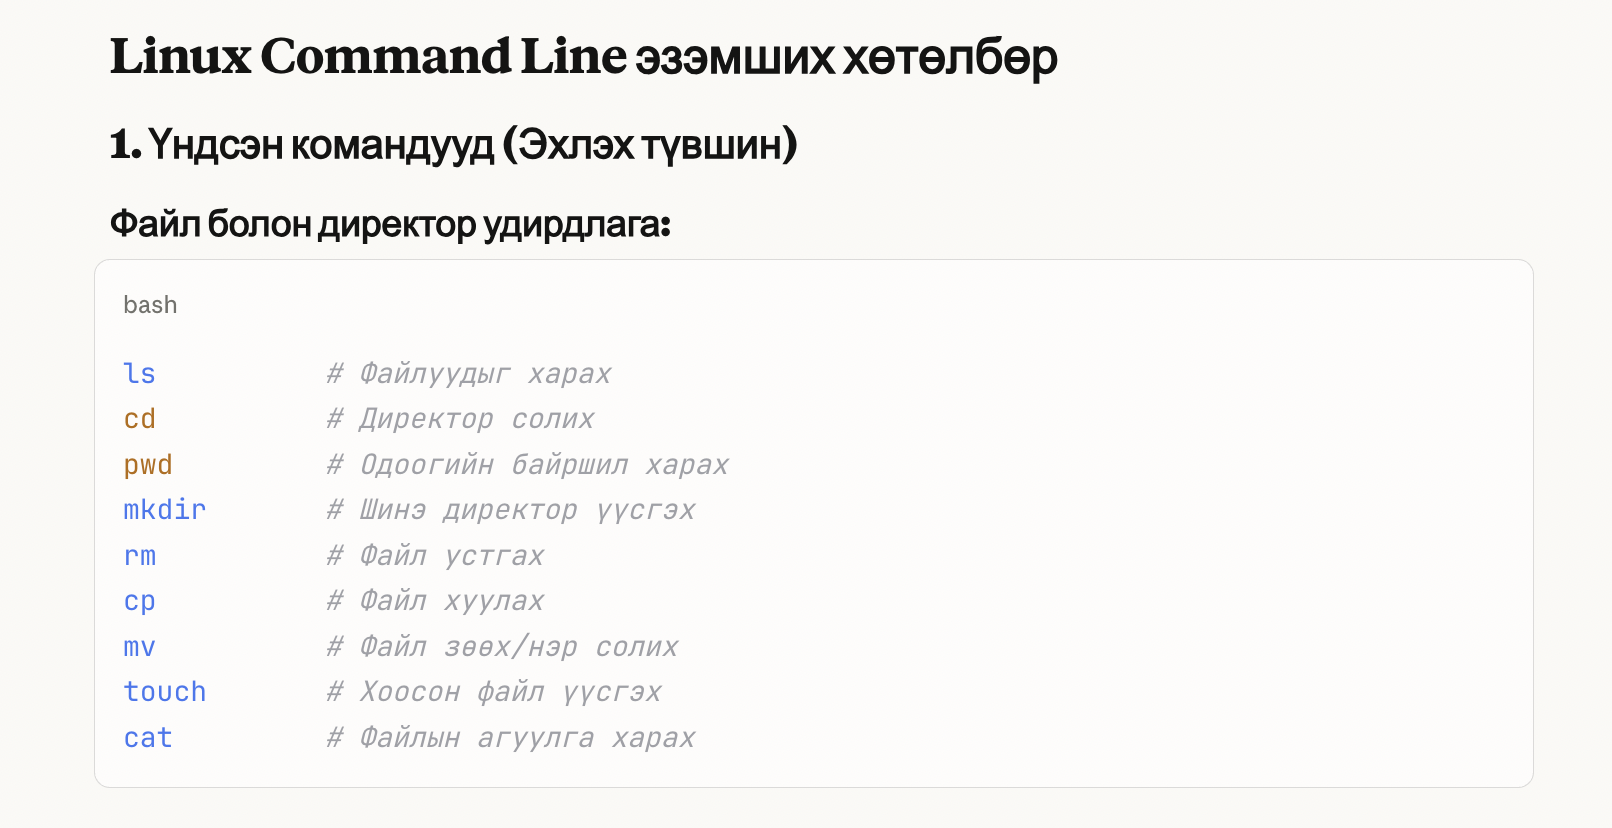 Linux Command Line эзэмших хөтөлбөр
1. Үндсэн командууд (Эхлэх түвшин)
Файл болон директор удирдлага:
bash
ls # Файлуудыг харах
cd # Директор солих
pwd # Одоогийн байршил харах
mkdir # Шинэ директор үүсгэх
rm # Файл устгах
cp # Файл хуулах
mv # Файл зөөх/нэр солих
touch # Хоосон файл үүсгэх
cat # Файлын агуулга харах